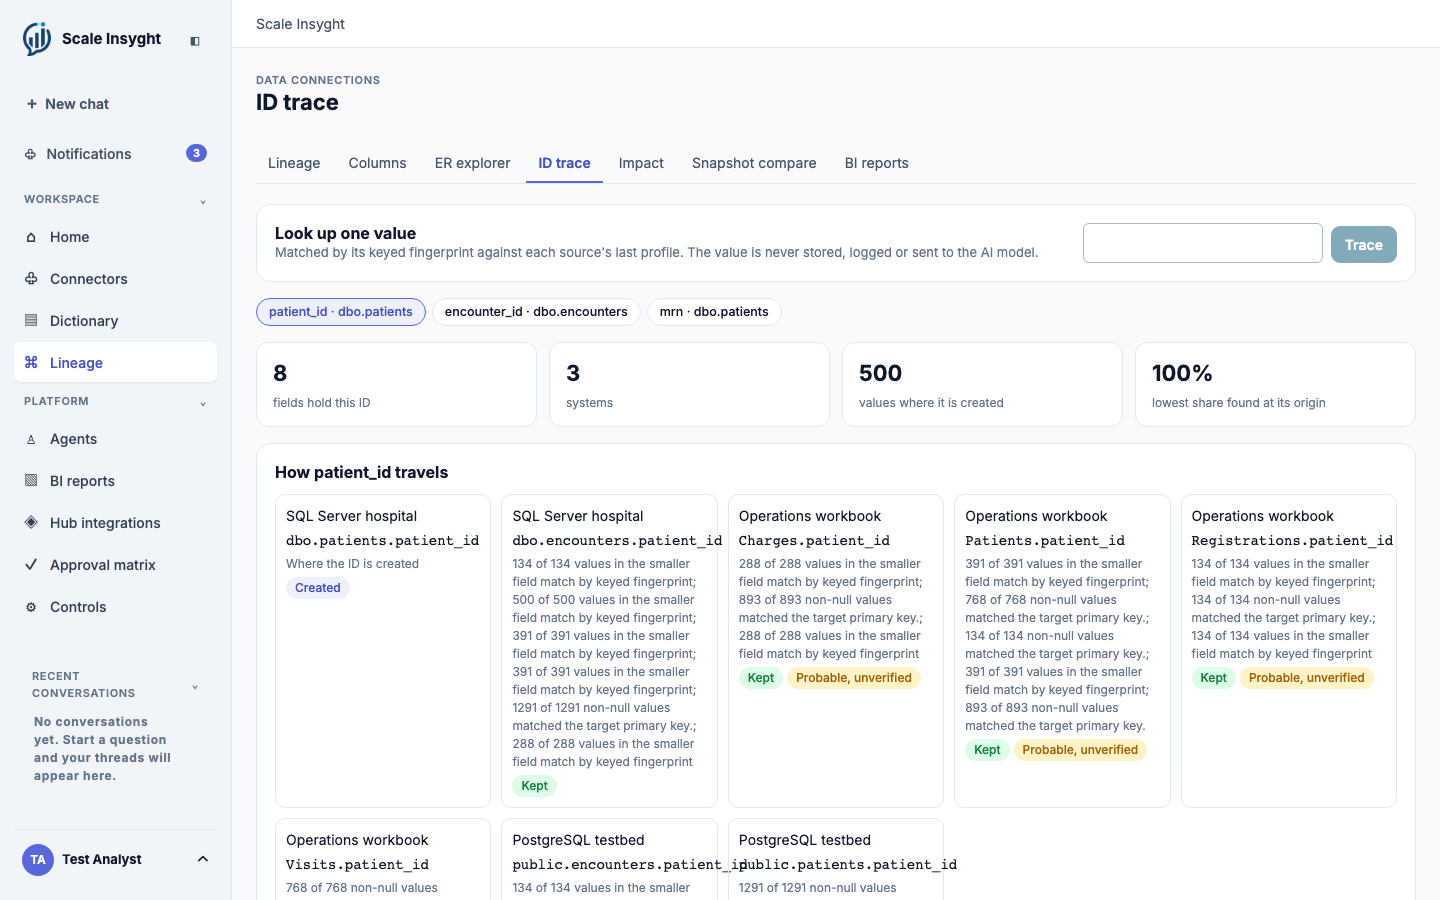 Scale Insyght
+ New chat
Notifications
3
WORKSPACE
Home
Connectors
Dictionary
Lineage
PLATFORM
Agents
BI reports
Hub integrations
Approval matrix
Controls
RECENT
CONVERSATIONS
No conversations
yet. Start a question
and your threads will
appear here.
TA
Test Analyst
Scale Insyght
DATA CONNECTIONS
ID trace
Lineage
Columns
ER explorer
ID trace
Impact
Snapshot compare
BI reports
Look up one value
Matched by its keyed fingerprint against each source's last profile. The value is never stored, logged or sent to the AI model.
Trace
patient_id · dbo.patients
encounter_id · dbo.encounters
mrn · dbo.patients
8
fields hold this ID
3
systems
500
values where it is created
100%
lowest share found at its origin
How patient_id travels
SQL Server hospital
dbo.patients.patient_id
Where the ID is created
Created
SQL Server hospital
dbo.encounters.patient_id
134 of 134 values in the smaller
field match by keyed fingerprint;
500 of 500 values in the smaller
field match by keyed fingerprint;
391 of 391 values in the smaller
field match by keyed fingerprint;
391 of 391 values in the smaller
field match by keyed fingerprint;
1291 of 1291 non-null values
matched the target primary key.;
288 of 288 values in the smaller
field match by keyed fingerprint
Kept
Operations workbook
Charges.patient_id
288 of 288 values in the smaller
field match by keyed fingerprint;
893 of 893 non-null values
matched the target primary key.;
288 of 288 values in the smaller
field match by keyed fingerprint
Kept
Probable, unverified
Operations workbook
Patients.patient_id
391 of 391 values in the smaller
field match by keyed fingerprint;
768 of 768 non-null values
matched the target primary key.;
134 of 134 non-null values
matched the target primary key.;
391 of 391 values in the smaller
field match by keyed fingerprint;
893 of 893 non-null values
matched the target primary key.
Kept
Probable, unverified
Operations workbook
Registrations.patient_id
134 of 134 values in the smaller
field match by keyed fingerprint;
134 of 134 non-null values
matched the target primary key.;
134 of 134 values in the smaller
field match by keyed fingerprint
Kept
Probable, unverified
Operations workbook
Visits.patient_id
768 of 768 non-null values
PostgreSQL testbed
public.encounters.patient_id
134 of 134 values in the smaller
PostgreSQL testbed
public.patients.patient_id
1291 of 1291 non-null values